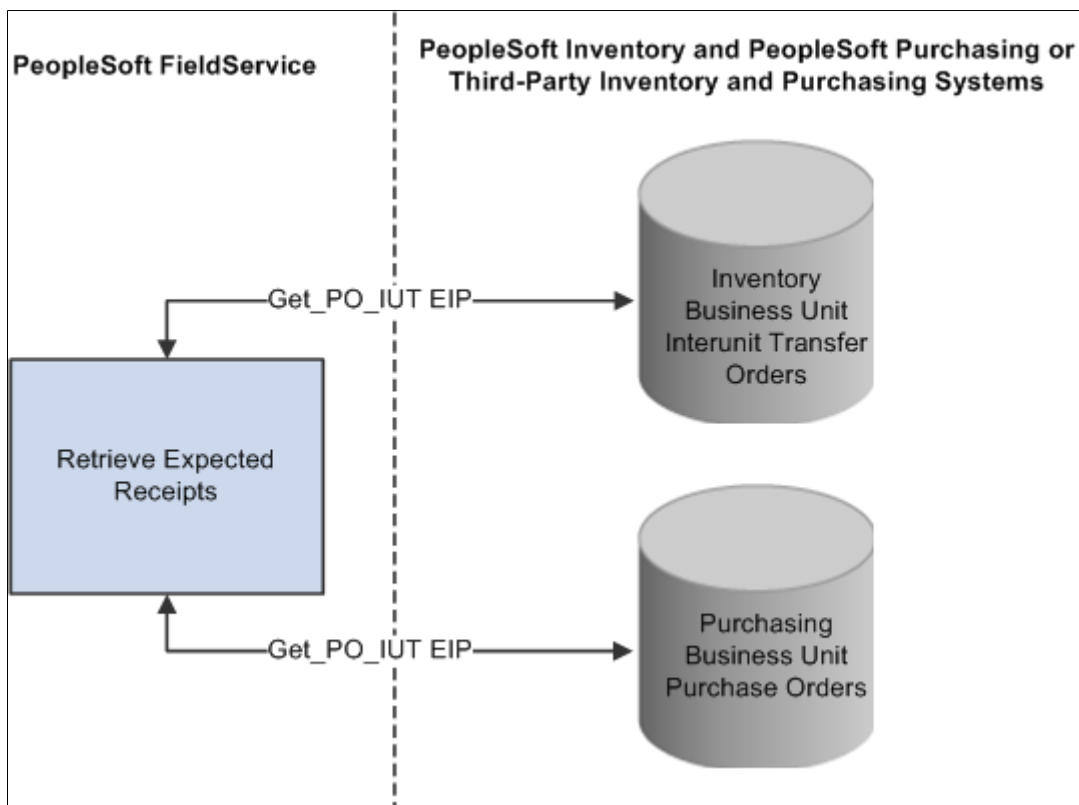 PeopleSoft FieldService
PeopleSoft Inventory and PeopleSoft Purchasing or
Third-Party Inventory and Purchasing Systems
Get_PO_IUT EIP
Inventory
Business Unit
Interunit Transfer
Orders
Retrieve Expected
Receipts
Get_PO_IUT EIP
Purchasing
Business Unit
Purchase Orders